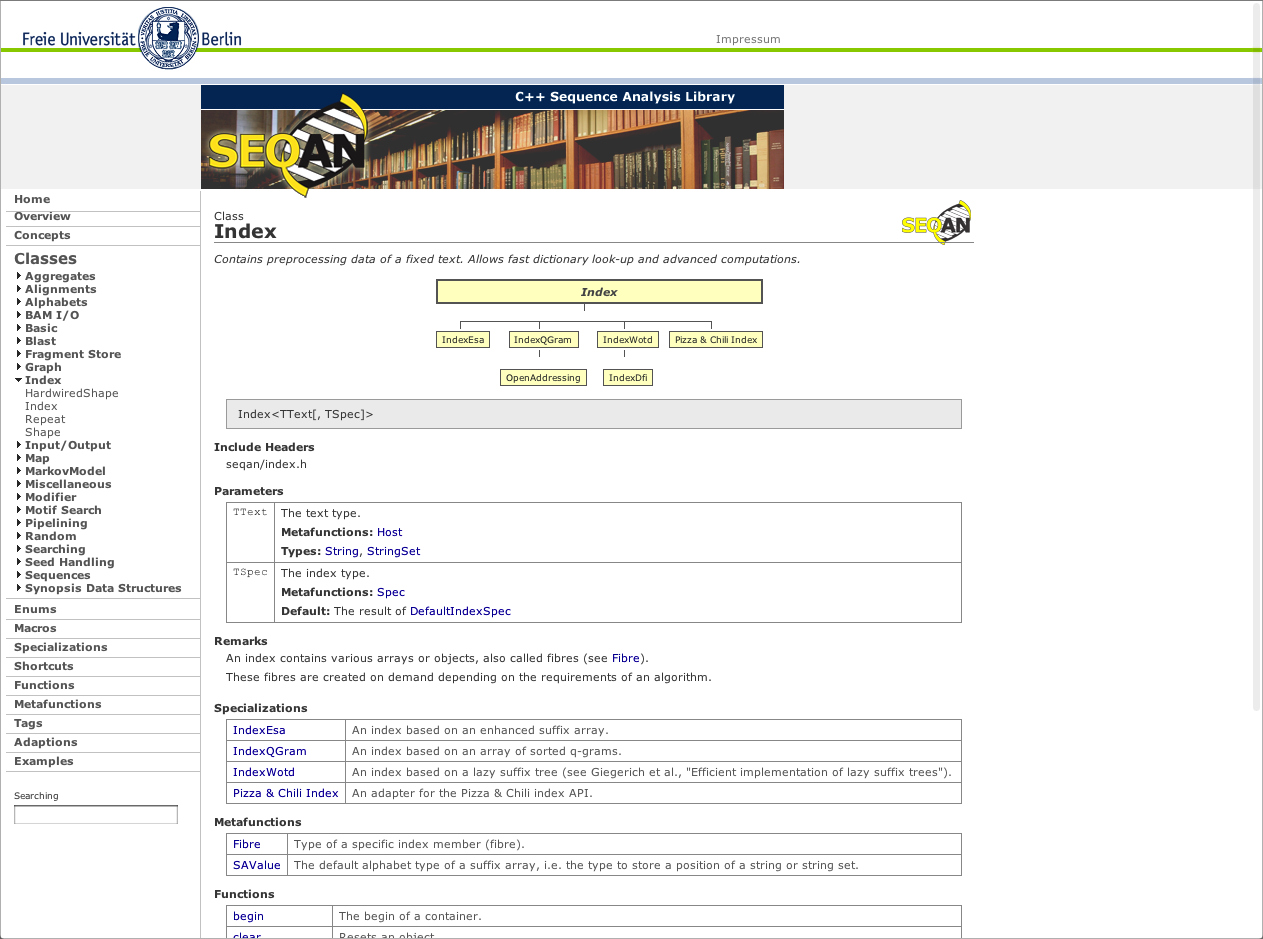 Freie Universität Berlin
Impressum
C++ Sequence Analysis Library
SEQAN
Home
Overview
Concepts
Classes
Aggregates
Alignments
Alphabets
BAM I/O
Basic
Blast
Fragment Store
Graph
Index
HardwiredShape
Index
Repeat
Shape
Input/Output
Map
MarkovModel
Miscellaneous
Modifier
Motif Search
Pipelining
Random
Searching
Seed Handling
Sequences
Synopsis Data Structures
Enums
Macros
Specializations
Shortcuts
Functions
Metafunctions
Tags
Adaptions
Examples
Searching
Class
Index
SEQAN
Contains preprocessing data of a fixed text. Allows fast dictionary look-up and advanced computations.
Index
IndexEsa IndexQGram IndexWotd Pizza & Chili Index
OpenAddressing IndexDfi
Index<TText[, TSpec]>
Include Headers
seqan/index.h
Parameters
TText The text type.
Metafunctions: Host
Types: String, StringSet
TSpec The index type.
Metafunctions: Spec
Default: The result of DefaultIndexSpec
Remarks
An index contains various arrays or objects, also called fibres (see Fibre).
These fibres are created on demand depending on the requirements of an algorithm.
Specializations
IndexEsa An index based on an enhanced suffix array.
IndexQGram An index based on an array of sorted q-grams.
IndexWotd An index based on a lazy suffix tree (see Giegerich et al., "Efficient implementation of lazy suffix trees").
Pizza & Chili Index An adapter for the Pizza & Chili index API.
Metafunctions
Fibre Type of a specific index member (fibre).
SAValue The default alphabet type of a suffix array, i.e. the type to store a position of a string or string set.
Functions
begin The begin of a container.
clear Resets an object.